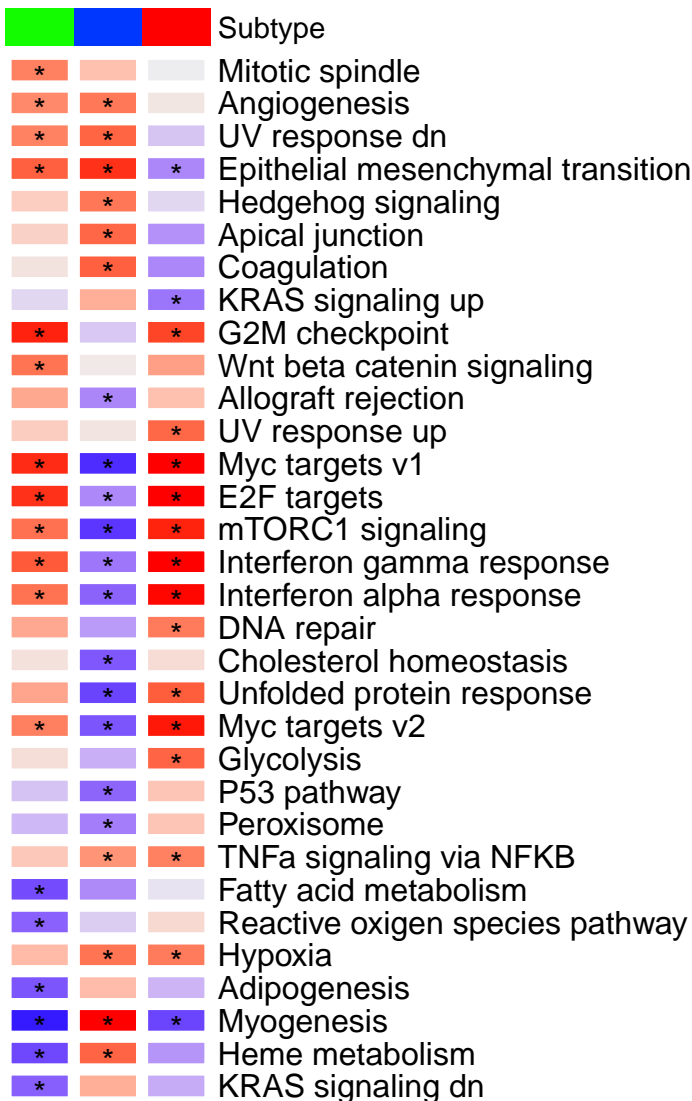 Subtype
* Mitotic spindle
* * Angiogenesis
* * UV response dn
* * * Epithelial mesenchymal transition
* Hedgehog signaling
* Apical junction
* Coagulation
* KRAS signaling up
* * G2M checkpoint
* Wnt beta catenin signaling
* Allograft rejection
* UV response up
* * * Myc targets v1
* * * E2F targets
* * * mTORC1 signaling
* * * Interferon gamma response
* * * Interferon alpha response
* DNA repair
* Cholesterol homeostasis
* * Unfolded protein response
* * * Myc targets v2
* Glycolysis
* P53 pathway
* Peroxisome
* * TNFa signaling via NFKB
* Fatty acid metabolism
* Reactive oxigen species pathway
* * Hypoxia
* Adipogenesis
* * * Myogenesis
* * Heme metabolism
* KRAS signaling dn